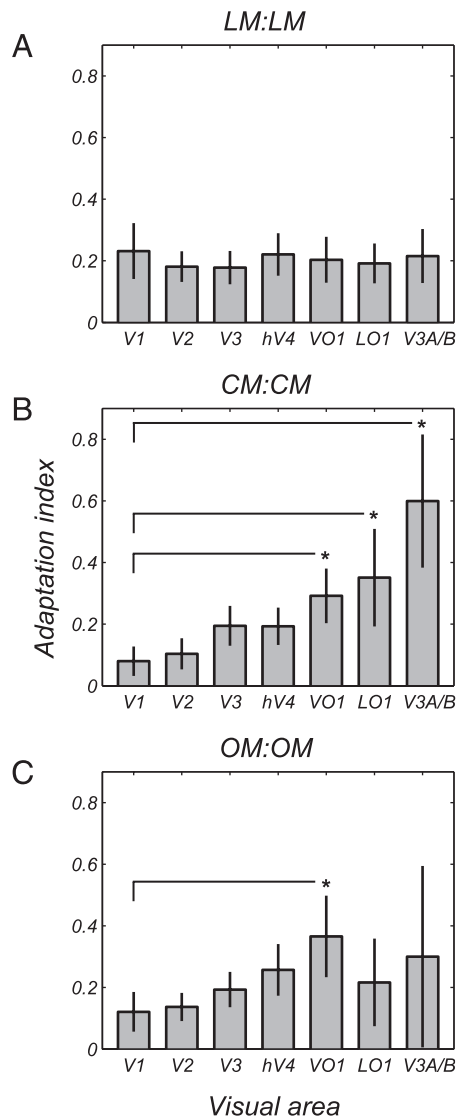 LM:LM
A
0.8
0.6
0.4
0.2
0
V1 V2 V3 hV4 VO1 LO1 V3A/B
CM:CM
B
*
*
*
0.8
0.6
0.4
0.2
0
V1 V2 V3 hV4 VO1 LO1 V3A/B
Adaptation index
OM:OM
C
*
0.8
0.6
0.4
0.2
0
V1 V2 V3 hV4 VO1 LO1 V3A/B
Visual area